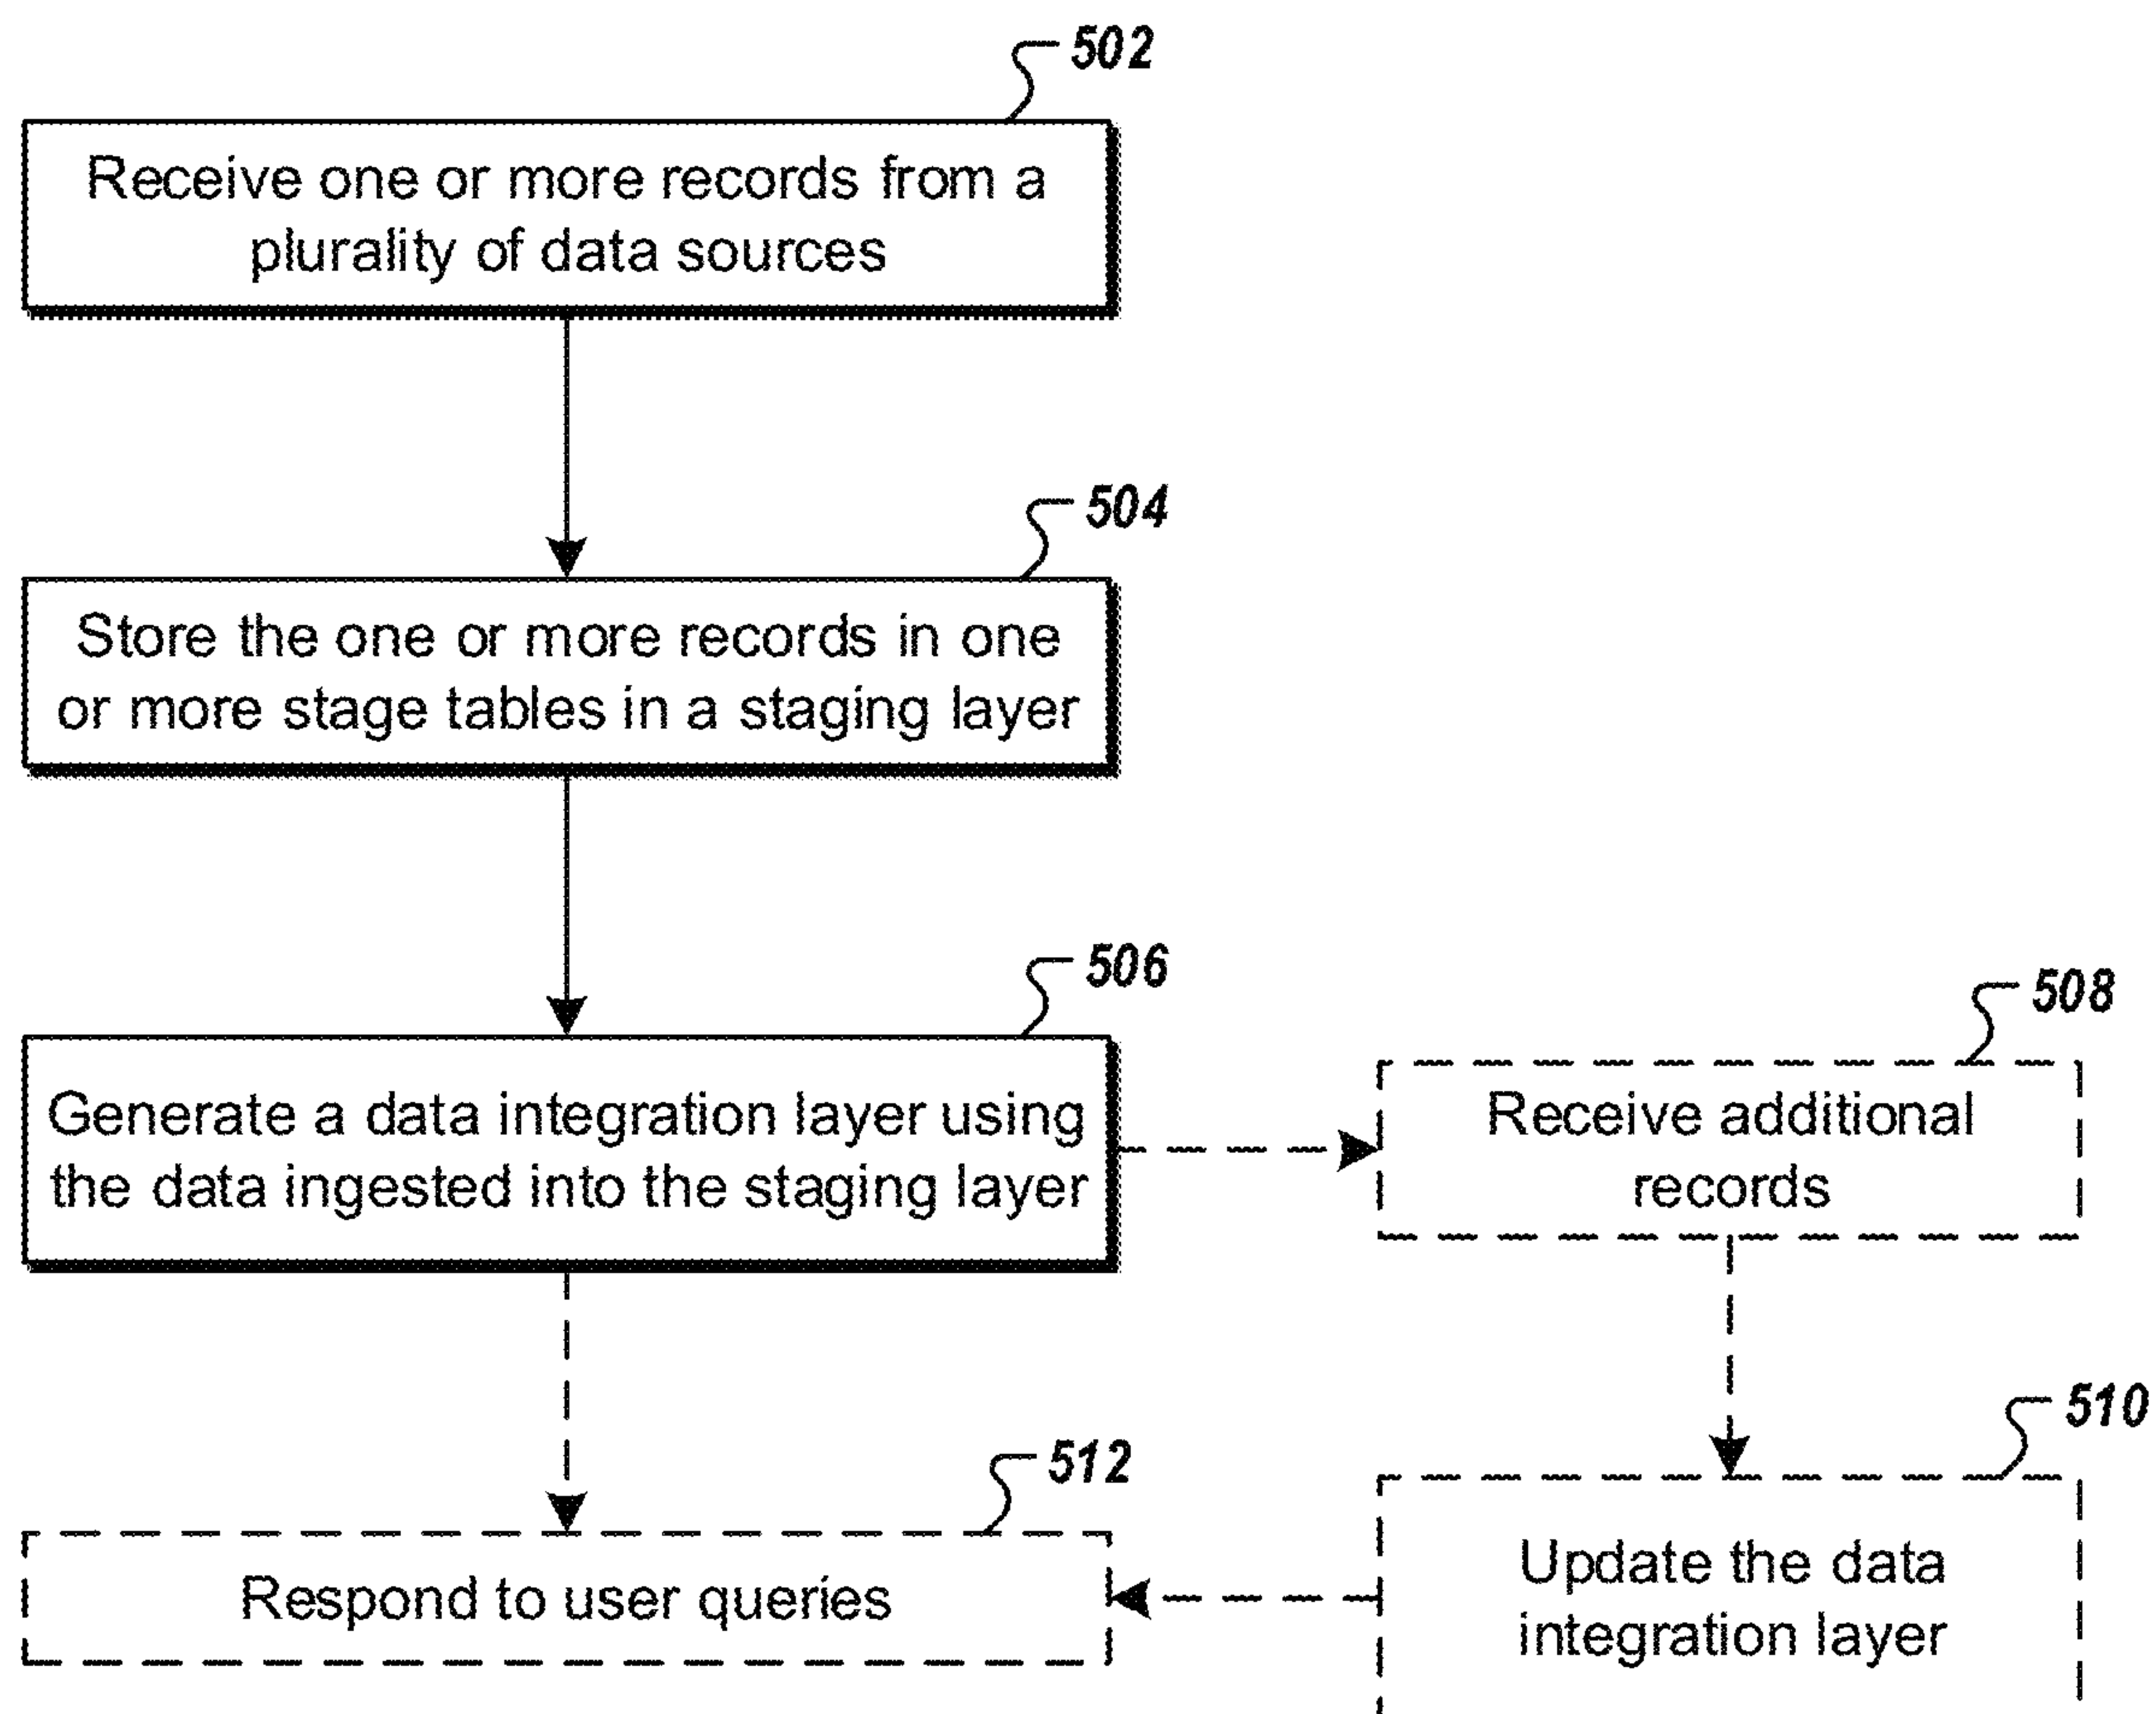 502
Receive one or more records from a
plurality of data sources
504
Store the one or more records in one
or more stage tables in a staging layer
506
Generate a data integration layer using
the data ingested into the staging layer
508
Receive additional
records
510
Update the data
integration layer
512
Respond to user queries